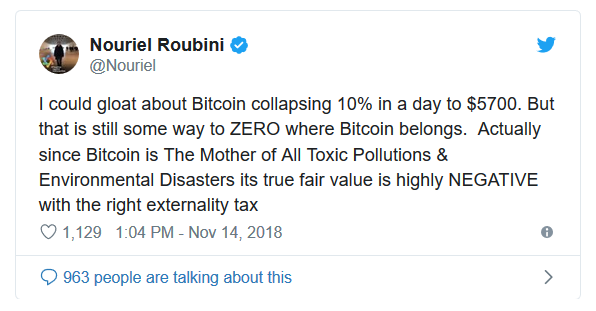 Nouriel Roubini
@Nouriel
I could gloat about Bitcoin collapsing 10% in a day to $5700. But
that is still some way to ZERO where Bitcoin belongs.  Actually
since Bitcoin is The Mother of All Toxic Pollutions &
Environmental Disasters its true fair value is highly NEGATIVE
with the right externality tax
1,129 1:04 PM - Nov 14, 2018
963 people are talking about this